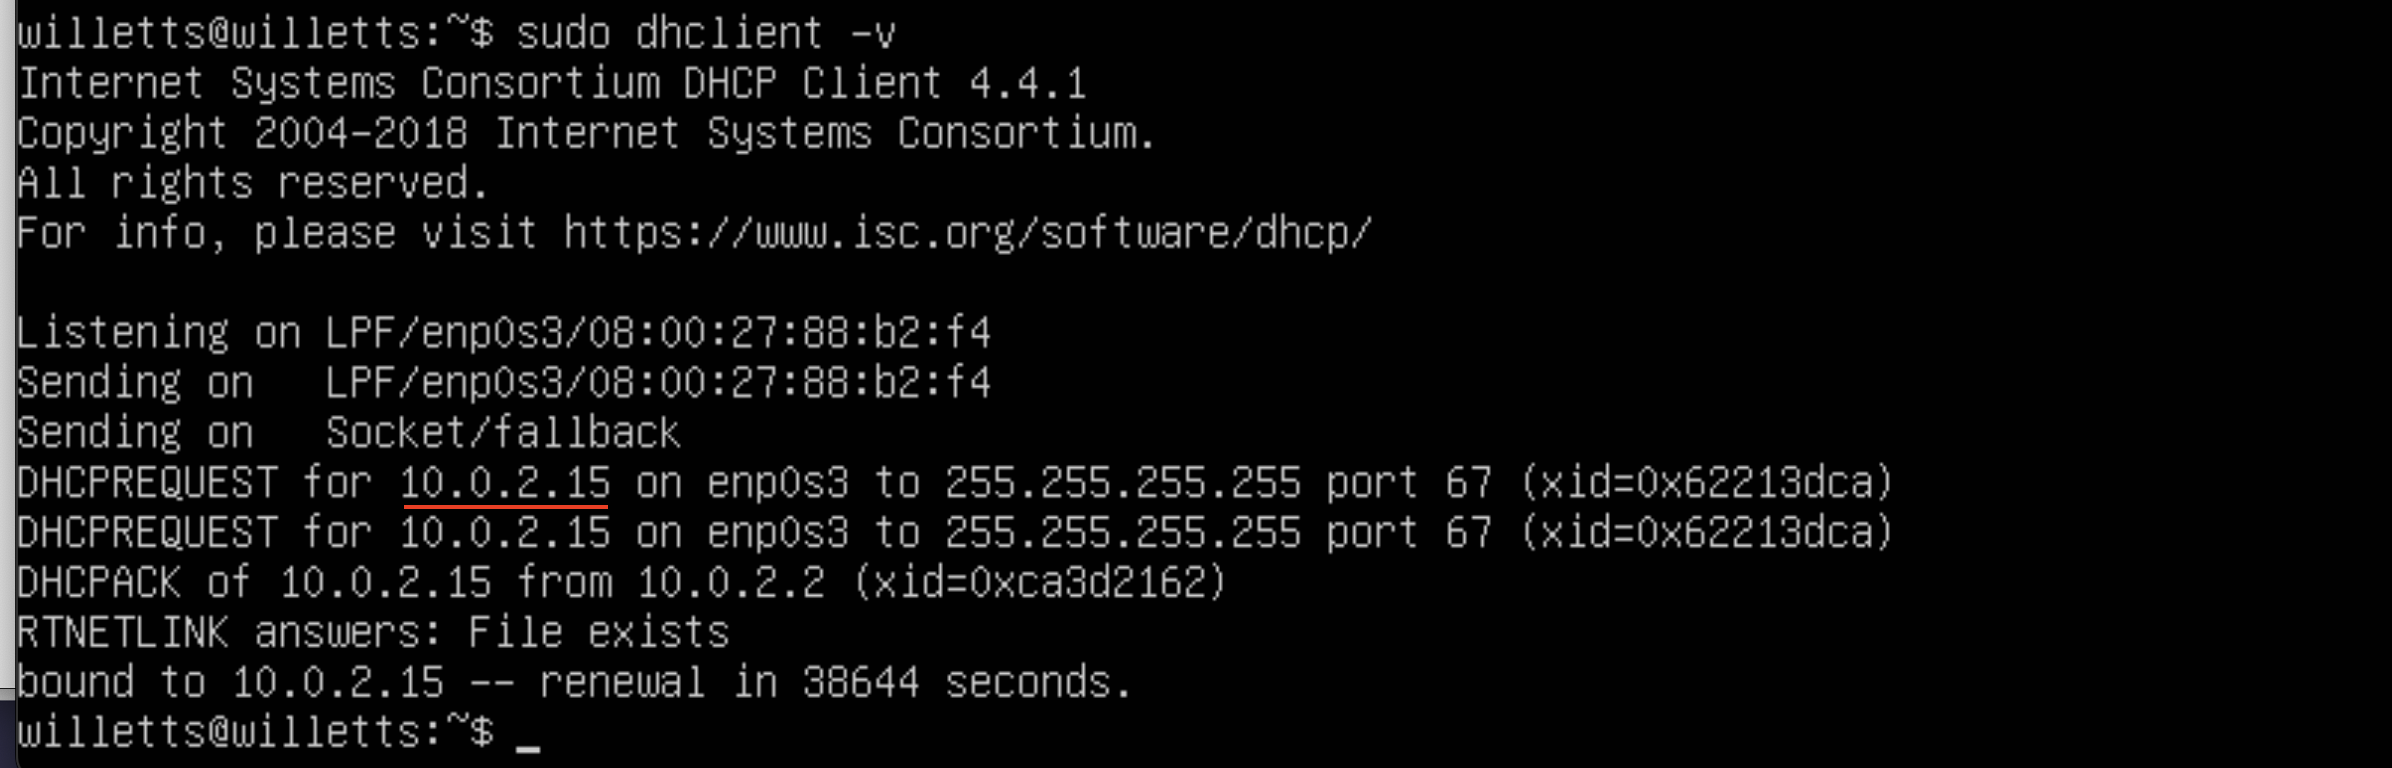 willetts@willetts:~$ sudo dhclient -v
Internet Systems Consortium DHCP Client 4.4.1
Copyright 2004-2018 Internet Systems Consortium.
All rights reserved.
For info, please visit https://www.isc.org/software/dhcp/
Listening on LPF/enp0s3/08:00:27:88:b2:f4
Sending on   LPF/enp0s3/08:00:27:88:b2:f4
Sending on   Socket/fallback
DHCPREQUEST for 10.0.2.15 on enp0s3 to 255.255.255.255 port 67 (xid=0x62213dca)
DHCPREQUEST for 10.0.2.15 on enp0s3 to 255.255.255.255 port 67 (xid=0x62213dca)
DHCPACK of 10.0.2.15 from 10.0.2.2 (xid=0xca3d2162)
RTNETLINK answers: File exists
bound to 10.0.2.15 -- renewal in 38644 seconds.
willetts@willetts:~$ _